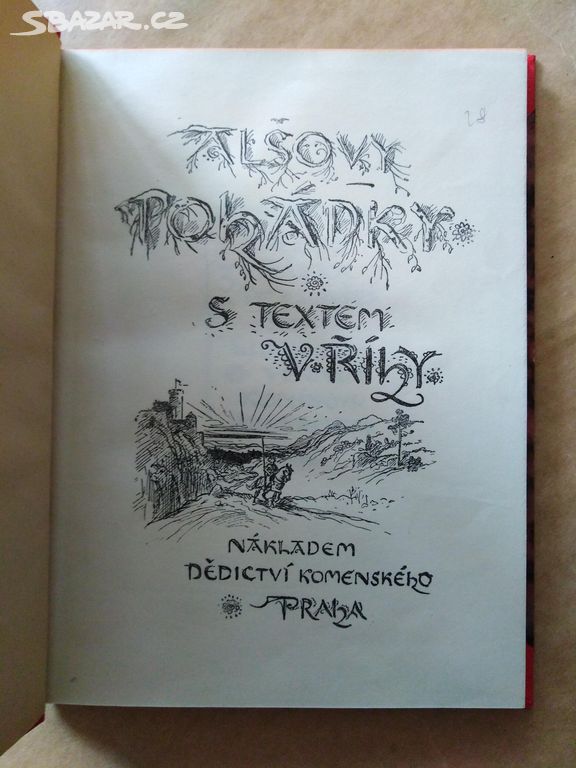 SBAZAR.CZ
28
ALŠOVY
POHÁDKY
S TEXTEM
V. ŘÍHY
NÁKLADEM
DĚDICTVÍ KOMENSKÉHO
PRAHA